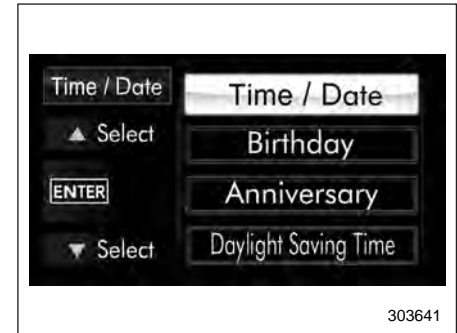 Time / Date
▲ Select
ENTER
▼ Select
Time / Date
Birthday
Anniversary
Daylight Saving Time
303641